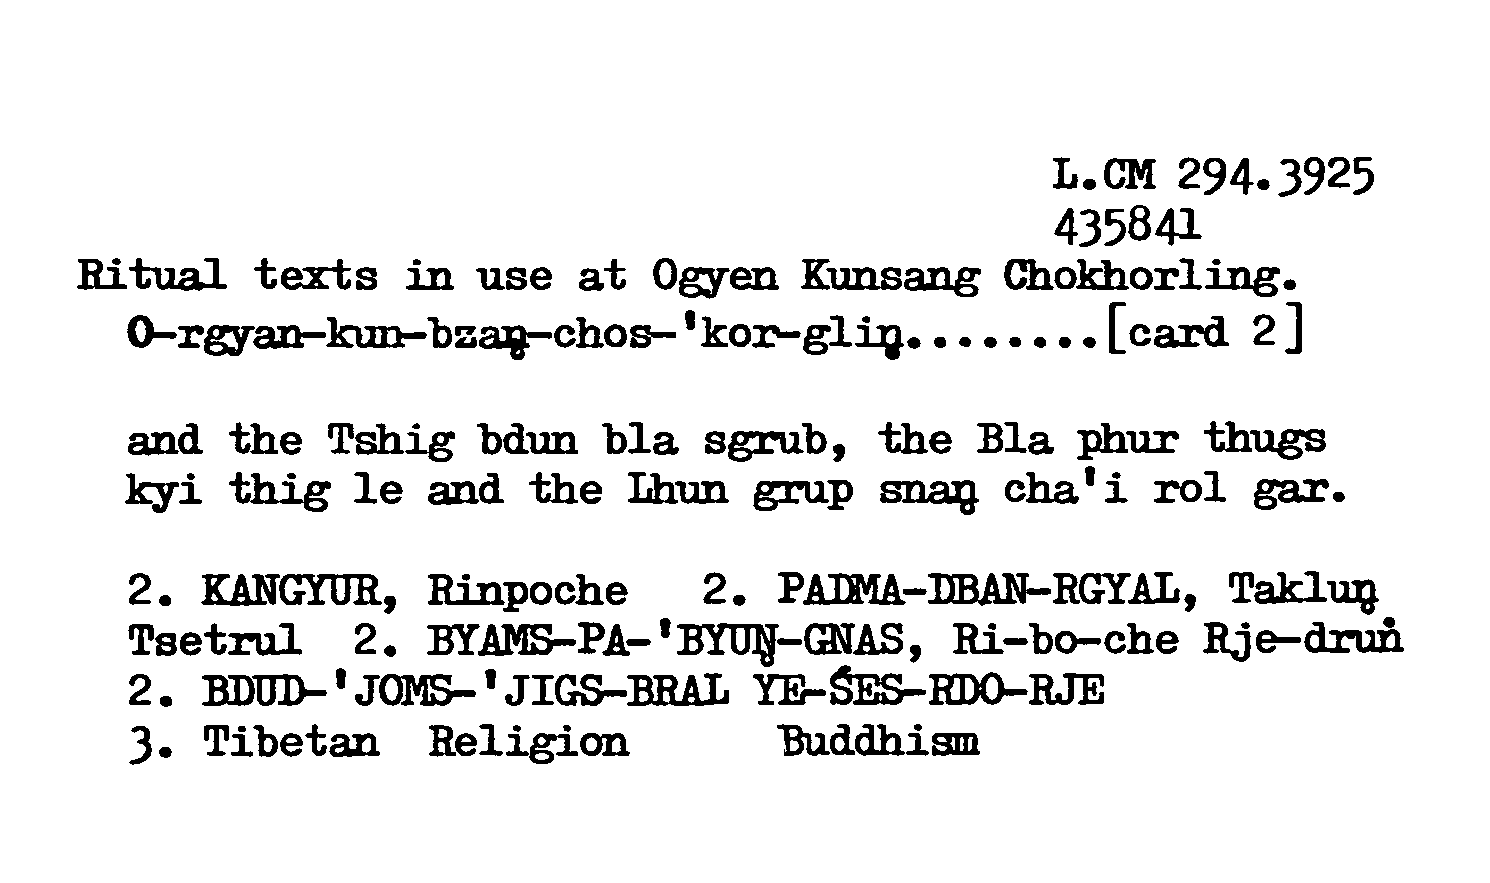 L.CM 294.3925
435841
Ritual texts in use at Ogyen Kunsang Chokhorling.
O-rgyan-kun-bzaṇ-chos-'kor-gliṇ........[card 2]
and the Tshig bdun bla sgrub, the Bla phur thugs
kyi thig le and the Lhun grup snaṇ cha'i rol gar.
2. KANGYUR, Rinpoche 2. PADMA-DBAN-RGYAL, Takluṇ
Tsetrul 2. BYAMS-PA-'BYUṆ-GNAS, Ri-bo-che Rje-druṅ
2. BDUD-'JOMS-'JIGS-BRAL YE-ŚES-RDO-RJE
3. Tibetan Religion Buddhism